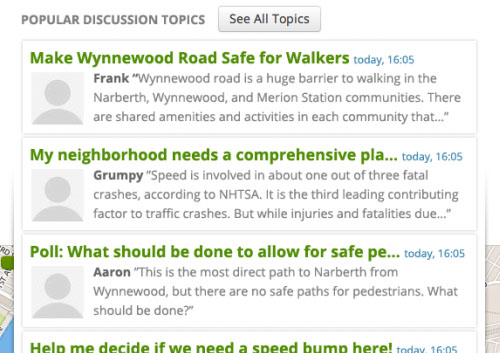 POPULAR DISCUSSION TOPICS See All Topics
Make Wynnewood Road Safe for Walkers today, 16:05
Frank “Wynnewood road is a huge barrier to walking in the
Narberth, Wynnewood, and Merion Station communities. There
are shared amenities and activities in each community that...”
My neighborhood needs a comprehensive pla... today, 16:05
Grumpy ”Speed is involved in about one out of three fatal
crashes, according to NHTSA. It is the third leading contributing
factor to traffic crashes. But while injuries and fatalities due...”
Poll: What should be done to allow for safe pe... today, 16:05
Aaron ”This is the most direct path to Narberth from
Wynnewood, but there are no safe paths for pedestrians. What
should be done?”
Help me decide if we need a speed bump here! today, 16:05